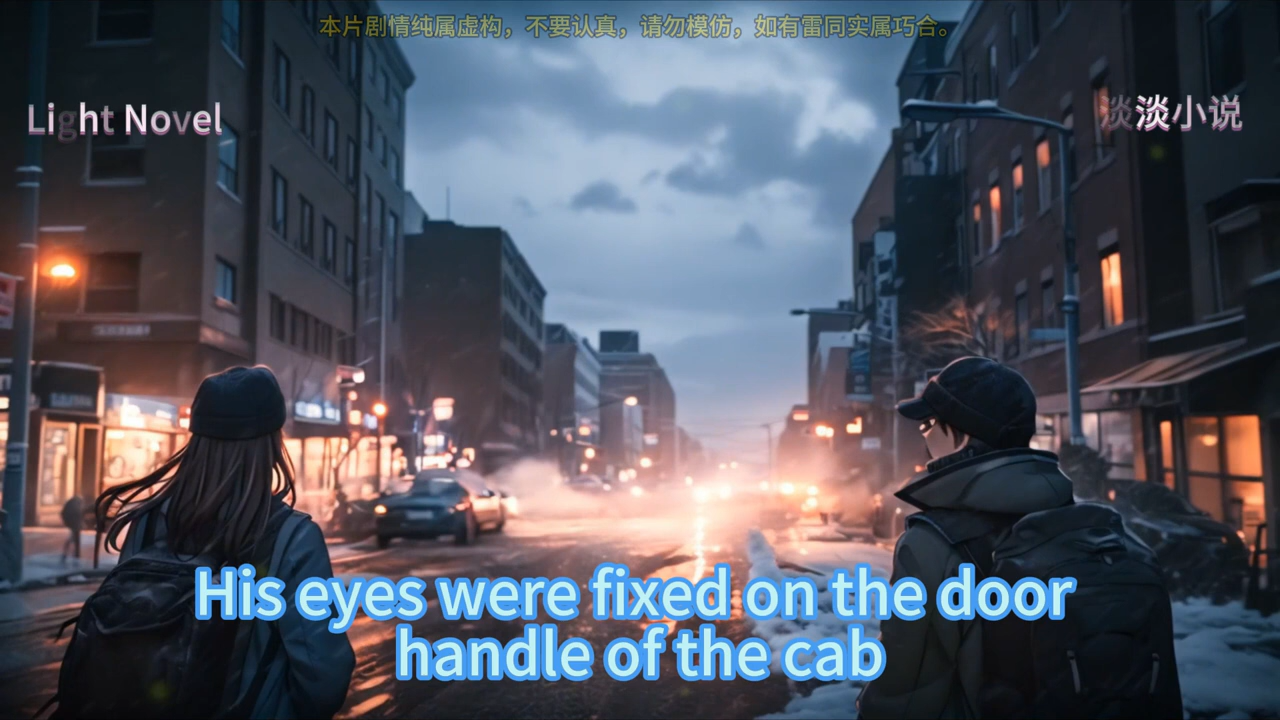 本片剧情纯属虚构，不要认真，请勿模仿，如有雷同实属巧合。
Light Novel
淡淡小说
His eyes were fixed on the door
handle of the cab